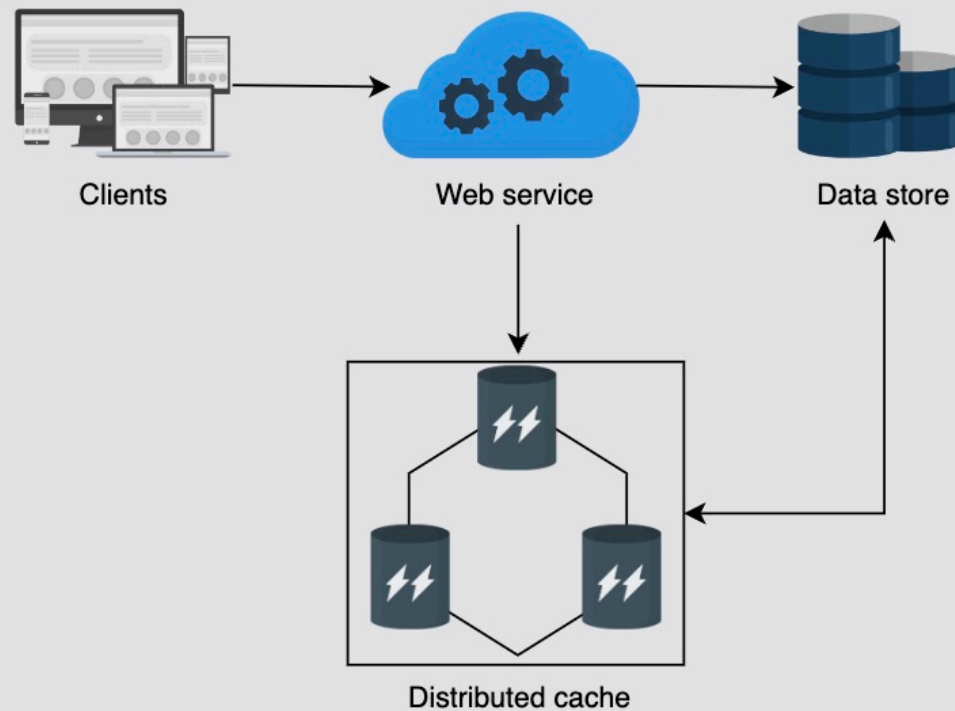 Clients
Web service
Data store
Distributed cache